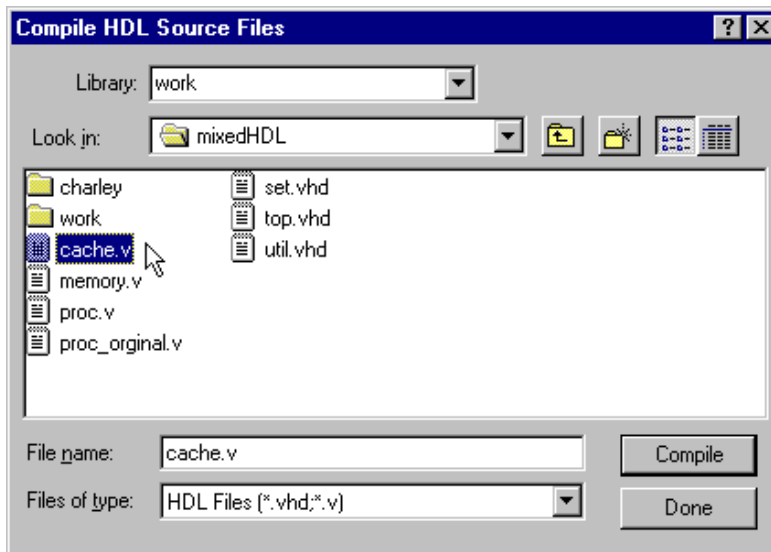 Compile HDL Source Files
Library: work
Look in: mixedHDL
charley set.vhd
work top.vhd
cache.v util.vhd
memory.v
proc.v
proc_orginal.v
File name: cache.v Compile
Files of type: HDL Files (*.vhd;*.v) Done